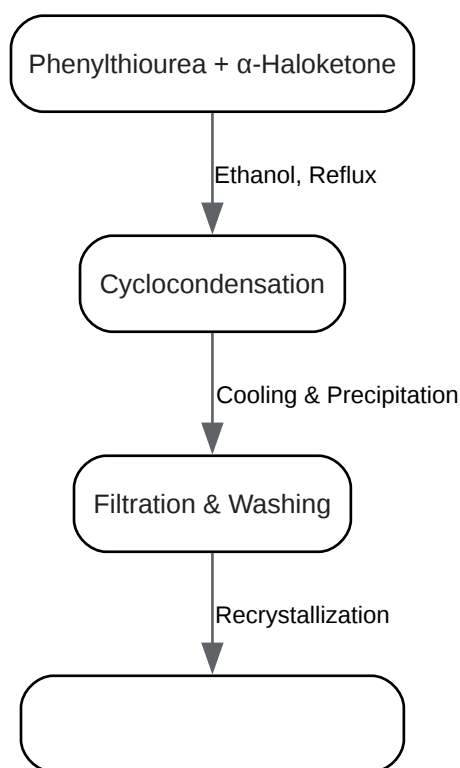 Phenylthiourea + α-Haloketone
Ethanol, Reflux
Cyclocondensation
Cooling & Precipitation
Filtration & Washing
Recrystallization